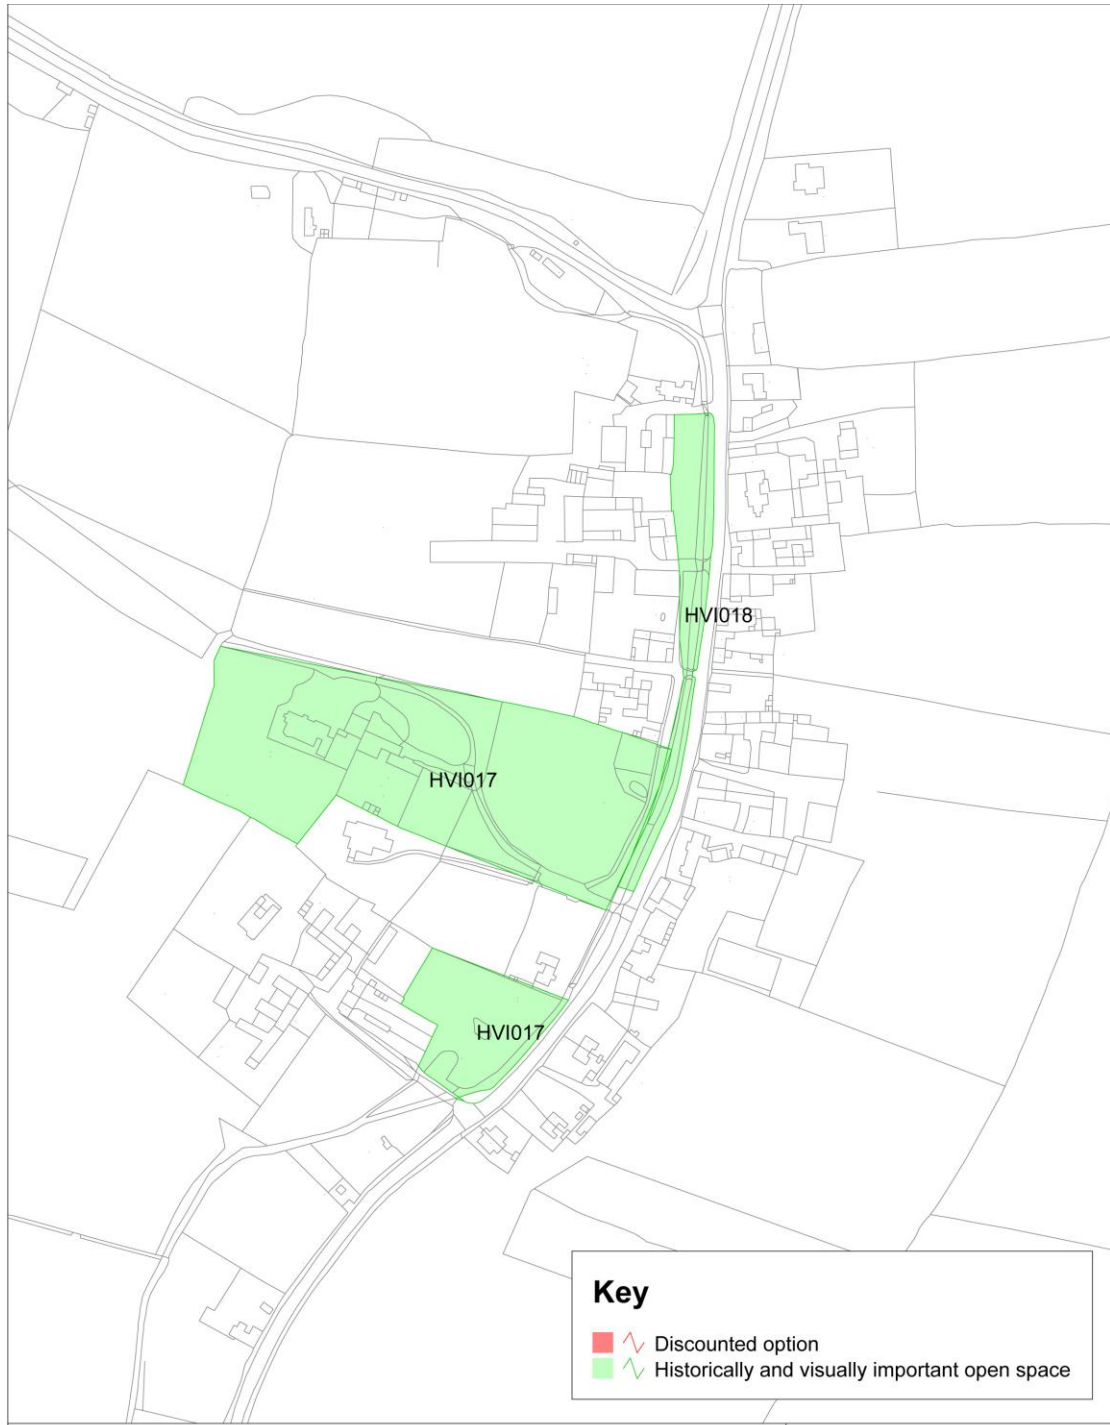 HVI018
HVI017
HVI017
Key
Discounted option
Historically and visually important open space